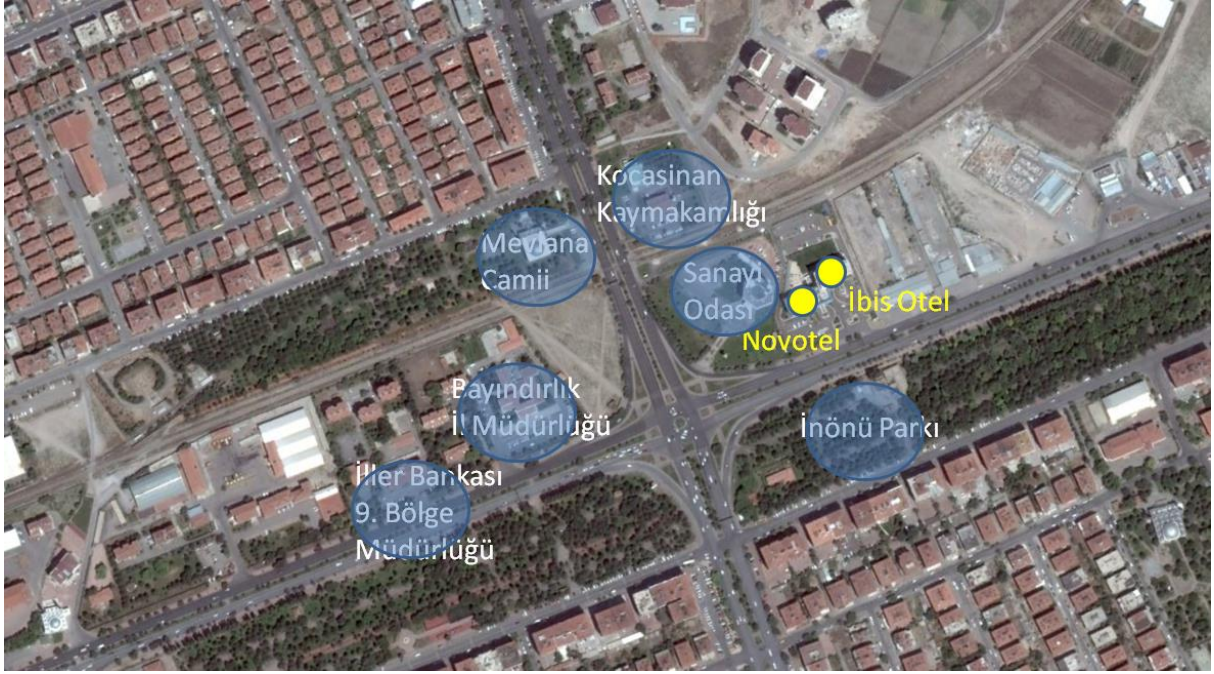 Kocasinan
Kaymakamlığı
Mevlana
Camii
Sanayi
Odası
İbis Otel
Novotel
Bayındırlık
İl Müdürlüğü
İnönü Parkı
İller Bankası
9. Bölge
Müdürlüğü